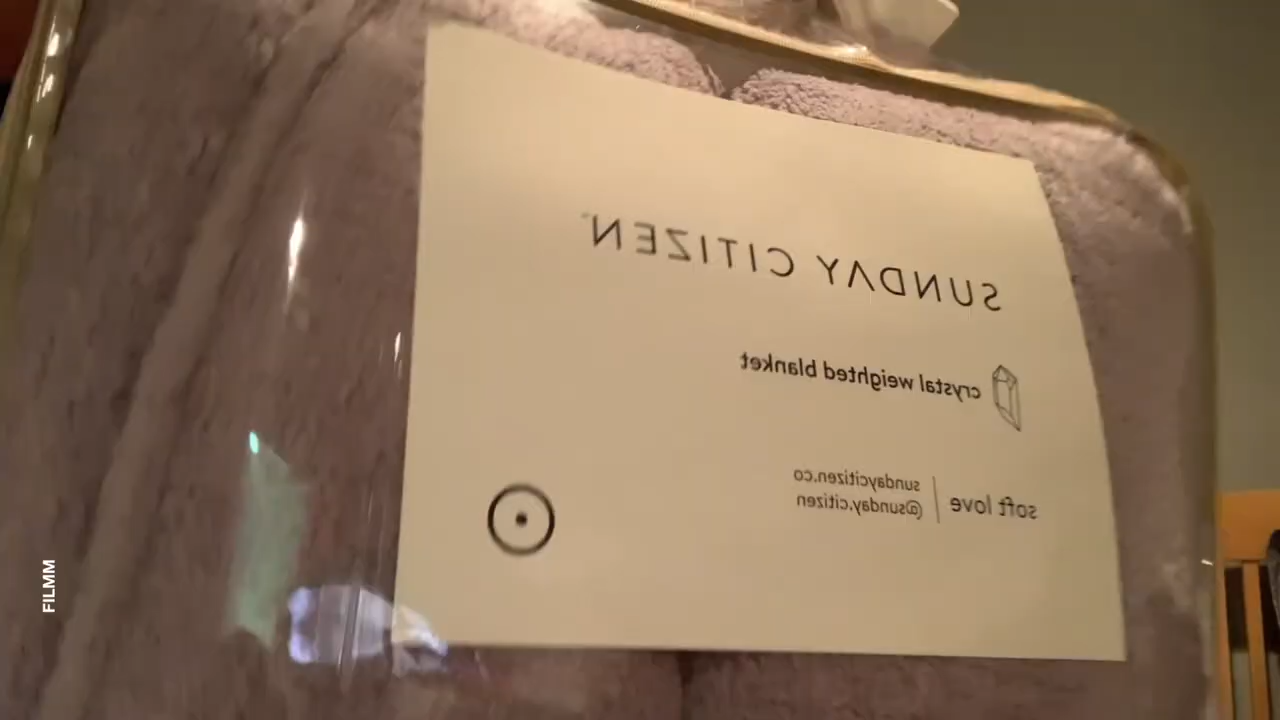 SUNDAY CITIZEN
crystal weighted blanket
soft love
sundaycitizen.co
@sunday.citizen
FILMM